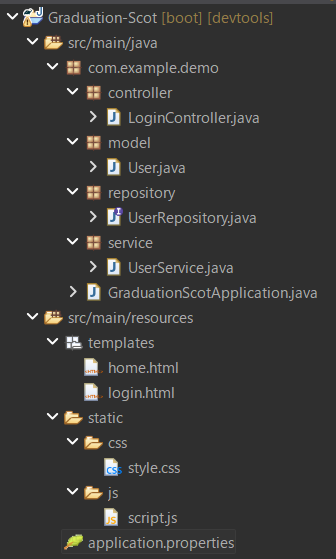 Graduation-Scot [boot] [devtools]
src/main/java
com.example.demo
controller
LoginController.java
model
User.java
repository
UserRepository.java
service
UserService.java
GraduationScotApplication.java
src/main/resources
templates
home.html
login.html
static
css
style.css
js
script.js
application.properties